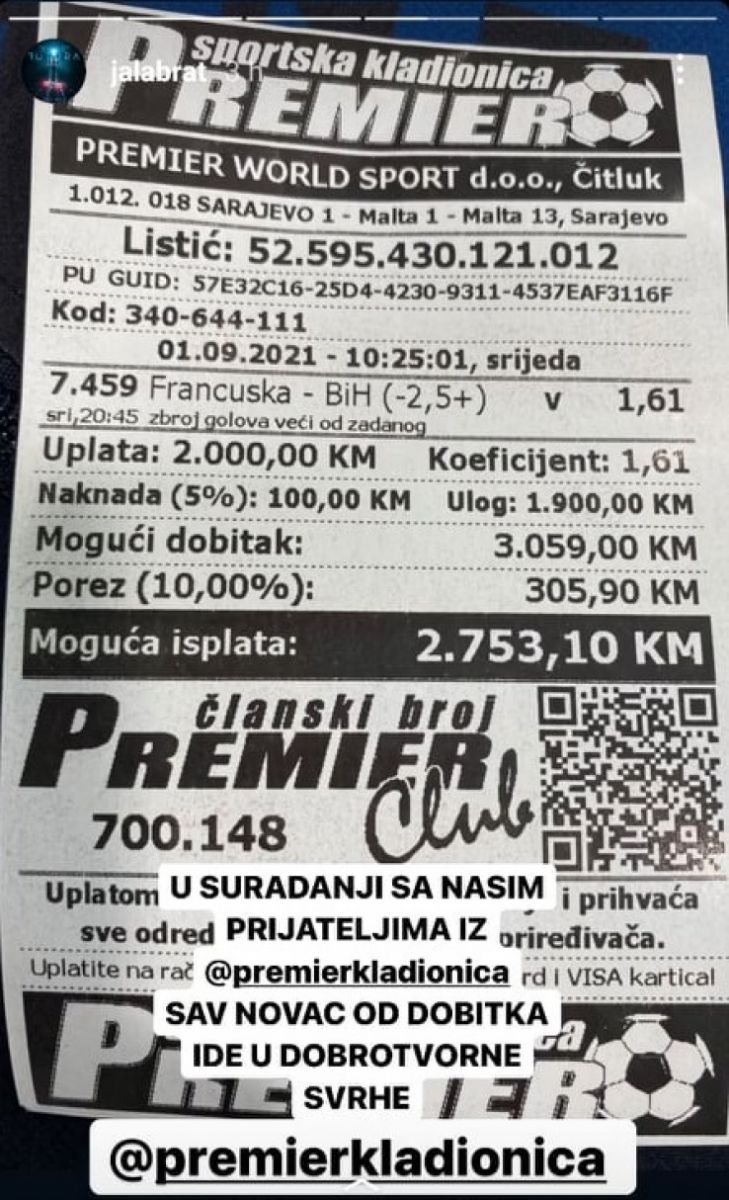 jalabrat 3 h
sportska kladionica
PREMIER
PREMIER WORLD SPORT d.o.o., Čitluk
1.012. 018 SARAJEVO 1 - Malta 1 - Malta 13, Sarajevo
Listić: 52.595.430.121.012
PU GUID: 57E32C16-25D4-4230-9311-4537EAF3116F
Kod: 340-644-111
01.09.2021 - 10:25:01, srijeda
7.459 Francuska - BiH (-2,5+) v 1,61
sri,20:45 zbroj golova veći od zadanog
Uplata: 2.000,00 KM Koeficijent: 1,61
Naknada (5%): 100,00 KM Ulog: 1.900,00 KM
Mogući dobitak: 3.059,00 KM
Porez (10,00%): 305,90 KM
Moguća isplata: 2.753,10 KM
članski broj
PREMIER
Club
700.148
Uplatom i prihvaća
sve priređivača.
Uplatite na i VISA kartical
U SURADANJI SA NASIM
PRIJATELJIMA IZ
@premierkladionica
SAV NOVAC OD DOBITKA
IDE U DOBROTVORNE
SVRHE
@premierkladionica